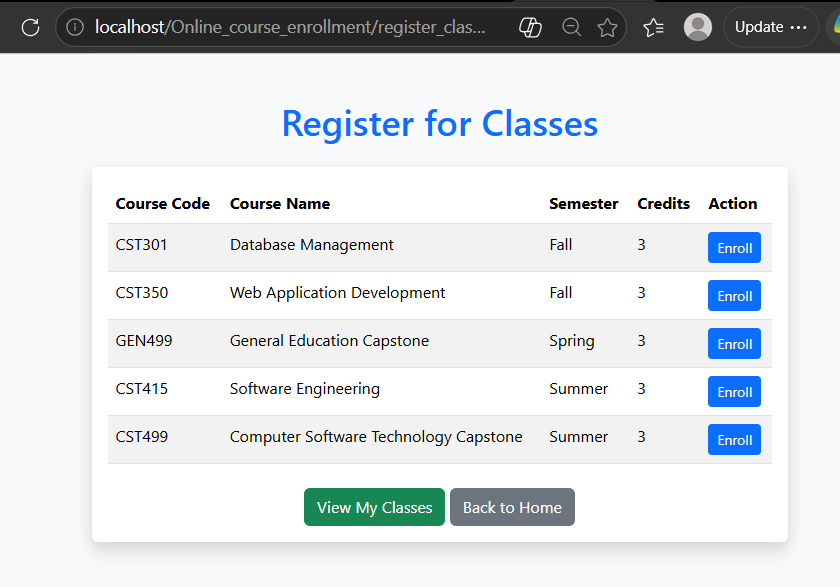 localhost/Online_course_enrollment/register_clas...
Update ...
Register for Classes
Course Code Course Name Semester Credits Action
CST301 Database Management Fall 3 Enroll
CST350 Web Application Development Fall 3 Enroll
GEN499 General Education Capstone Spring 3 Enroll
CST415 Software Engineering Summer 3 Enroll
CST499 Computer Software Technology Capstone Summer 3 Enroll
View My Classes Back to Home